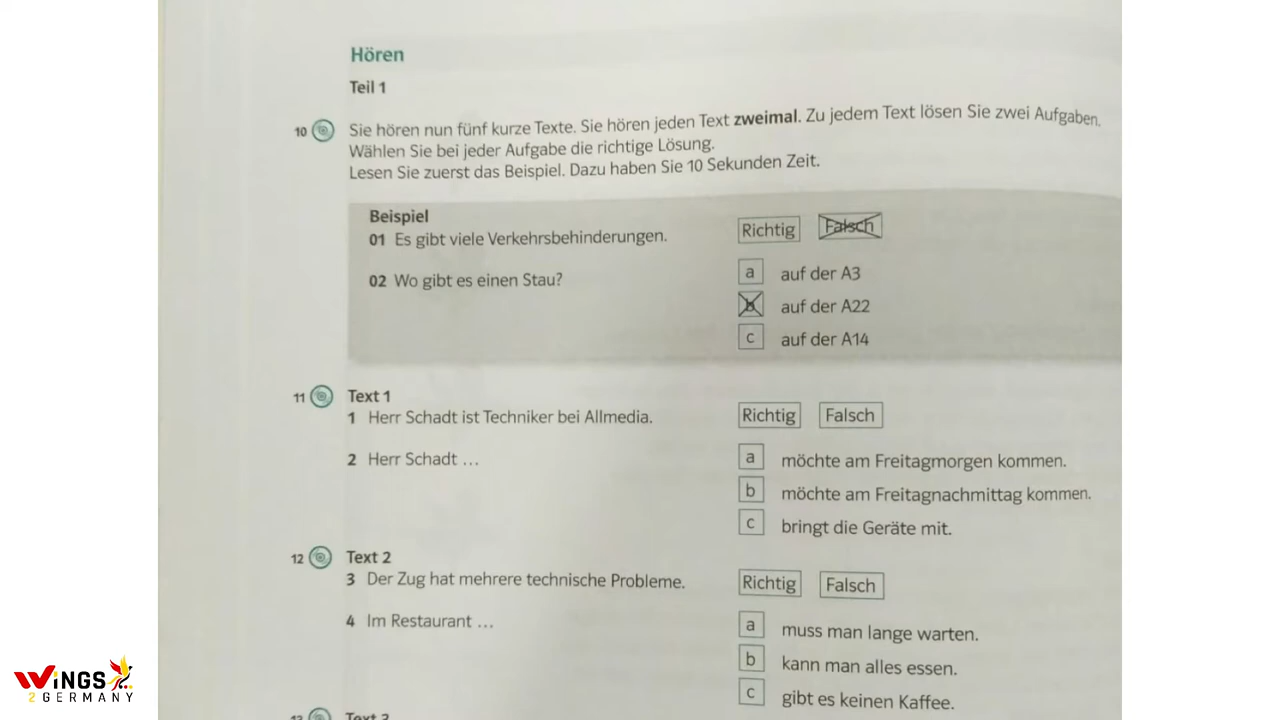 Hören
Teil 1
10 Sie hören nun fünf kurze Texte. Sie hören jeden Text zweimal. Zu jedem Text lösen Sie zwei Aufgaben.
Wählen Sie bei jeder Aufgabe die richtige Lösung.
Lesen Sie zuerst das Beispiel. Dazu haben Sie 10 Sekunden Zeit.
Beispiel
01 Es gibt viele Verkehrsbehinderungen. Richtig Falsch
02 Wo gibt es einen Stau? a auf der A3
b auf der A22
c auf der A14
11 Text 1
1 Herr Schadt ist Techniker bei Allmedia. Richtig Falsch
2 Herr Schadt ... a möchte am Freitagmorgen kommen.
b möchte am Freitagnachmittag kommen.
c bringt die Geräte mit.
12 Text 2
3 Der Zug hat mehrere technische Probleme. Richtig Falsch
4 Im Restaurant ... a muss man lange warten.
b kann man alles essen.
c gibt es keinen Kaffee.
13 Text 3
WiNGS
2 GERMANY